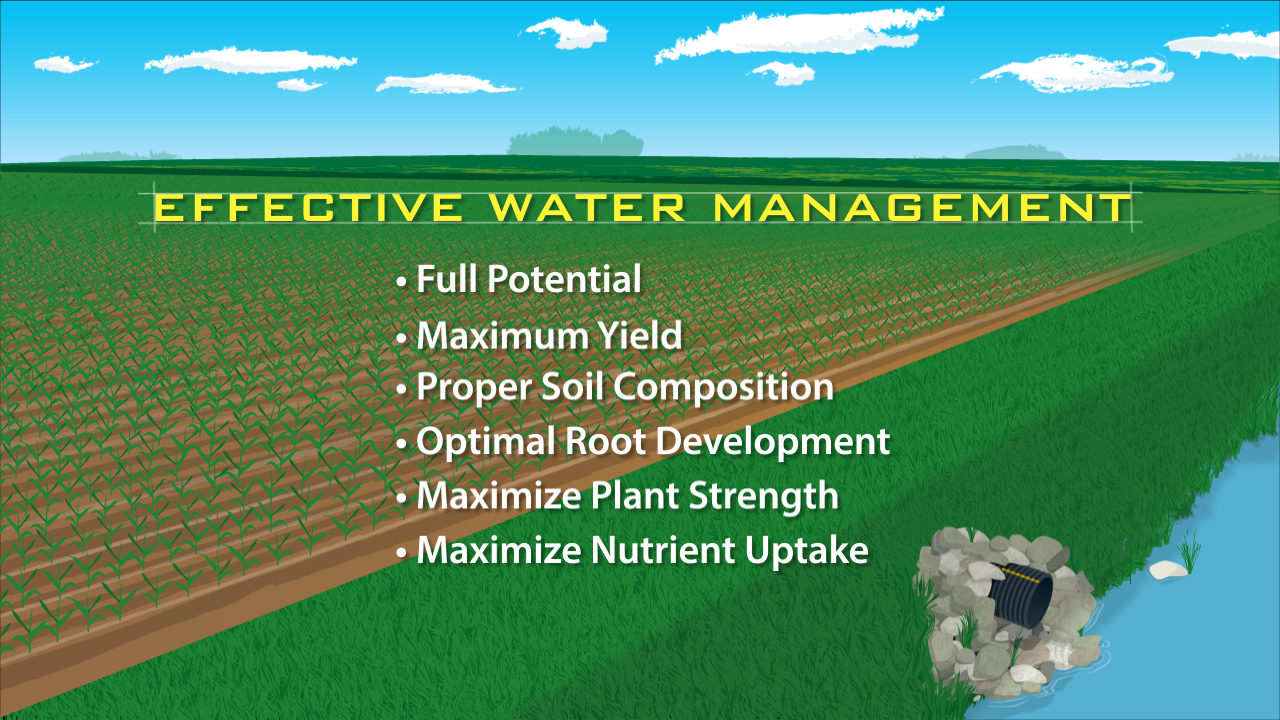 EFFECTIVE WATER MANAGEMENT
• Full Potential
• Maximum Yield
• Proper Soil Composition
• Optimal Root Development
• Maximize Plant Strength
• Maximize Nutrient Uptake